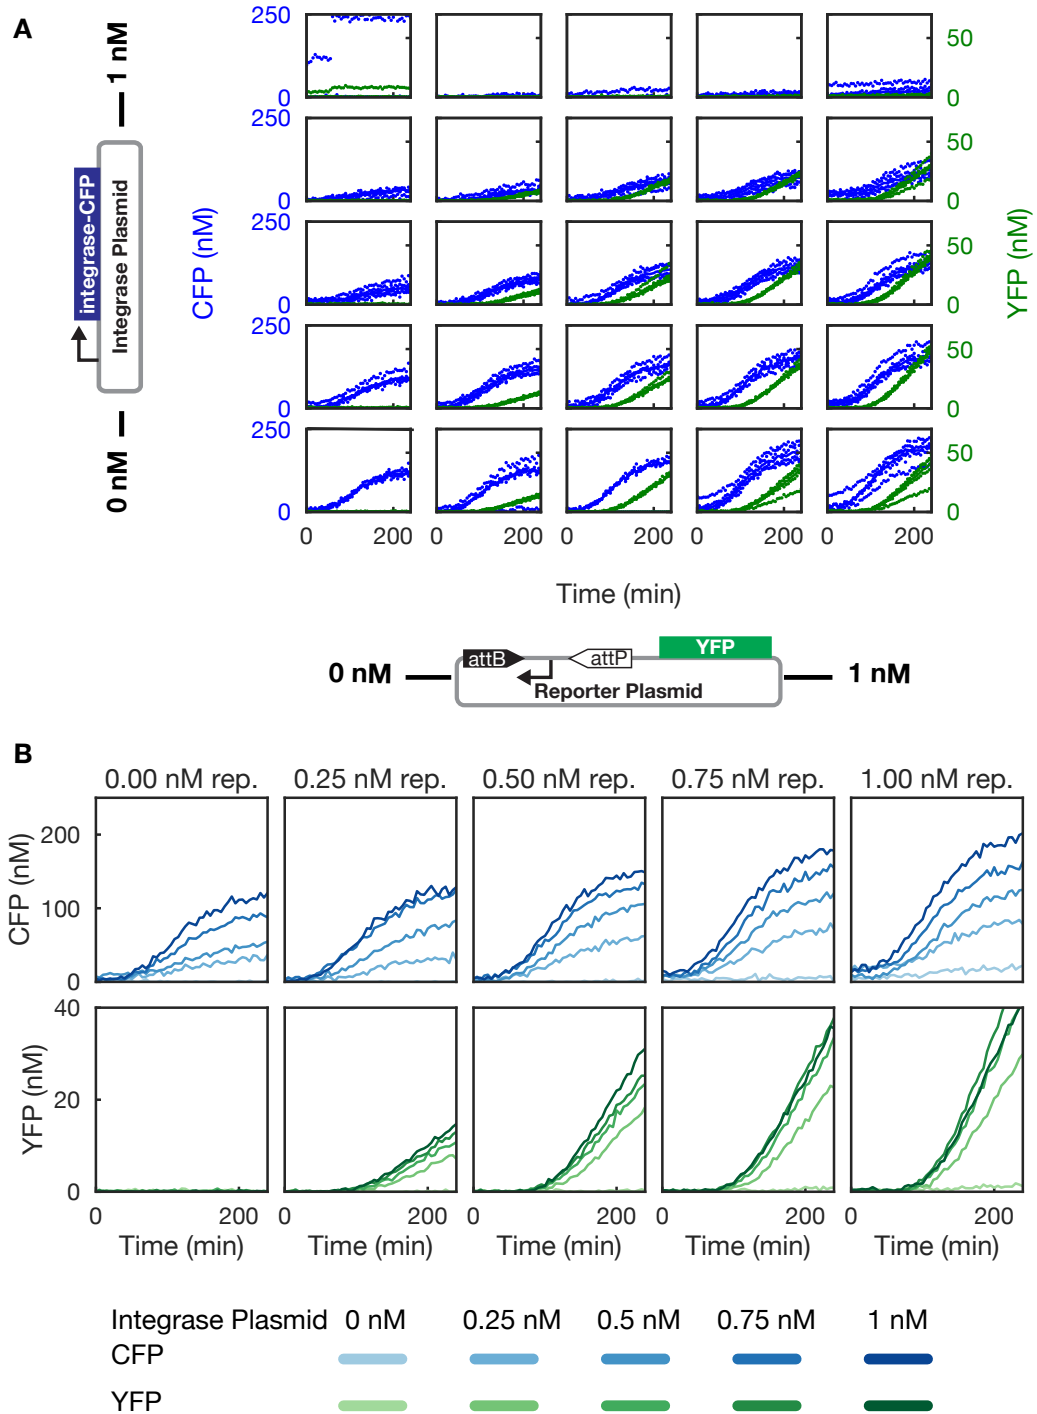 A
1 nM
integrase-CFP
Integrase Plasmid
0 nM
CFP (nM)
YFP (nM)
250
0
50
0
250
0
50
0
250
0
50
0
250
0
50
0
250
0
50
0
0 200 0 200 0 200 0 200 0 200
Time (min)
0 nM
attB
attP
YFP
Reporter Plasmid
1 nM
B
0.00 nM rep. 0.25 nM rep. 0.50 nM rep. 0.75 nM rep. 1.00 nM rep.
CFP (nM)
200
100
0
YFP (nM)
40
20
0
0 200 0 200 0 200 0 200 0 200
Time (min) Time (min) Time (min) Time (min) Time (min)
Integrase Plasmid 0 nM 0.25 nM 0.5 nM 0.75 nM 1 nM
CFP
YFP